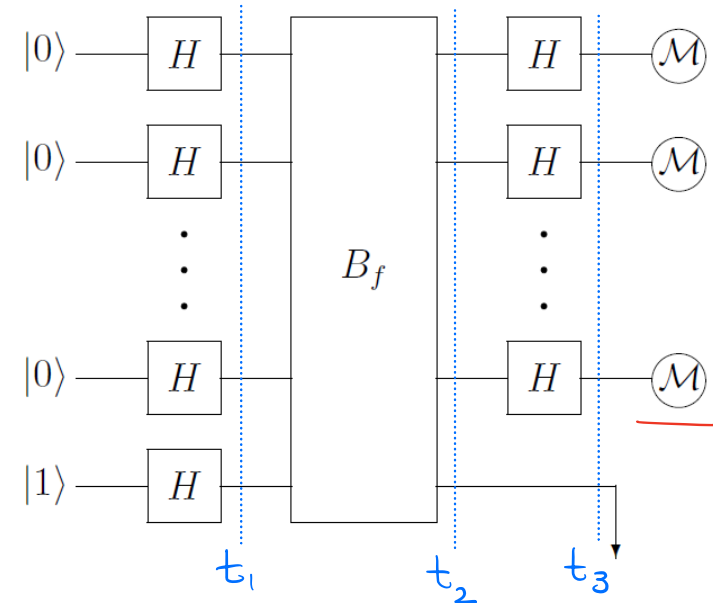 |0⟩ H H ℳ
|0⟩ H H ℳ
B_f
|0⟩ H H ℳ
|1⟩ H
t₁ t₂ t₃